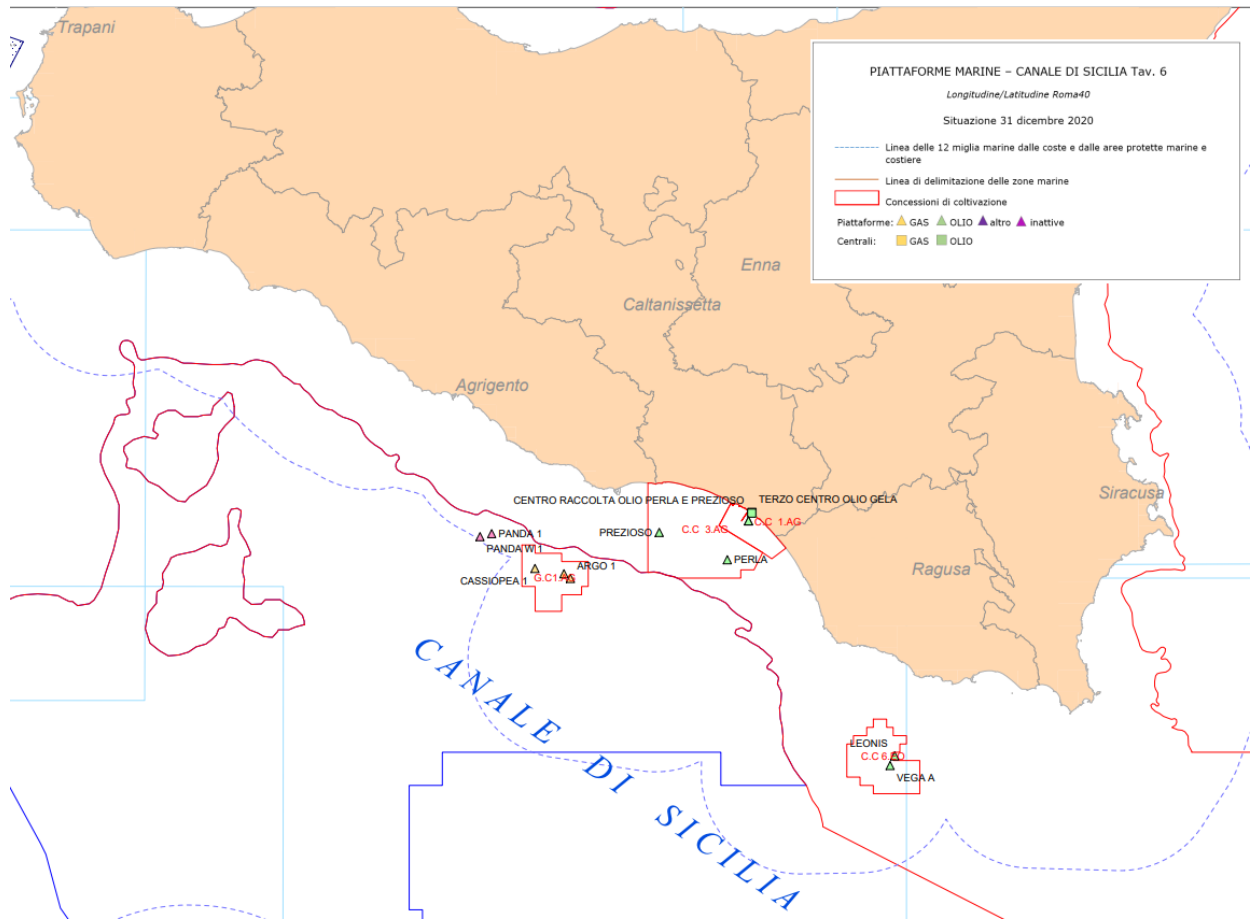 Trapani
PIATTAFORME MARINE – CANALE DI SICILIA Tav. 6
Longitudine/Latitudine Roma40
Situazione 31 dicembre 2020
Linea delle 12 miglia marine dalle coste e dalle aree protette marine e
costiere
Linea di delimitazione delle zone marine
Concessioni di coltivazione
Piattaforme: GAS OLIO altro inattive
Centrali: GAS OLIO
Enna
Caltanissetta
Agrigento
Siracusa
CENTRO RACCOLTA OLIO PERLA E PREZIOSO
TERZO CENTRO OLIO GELA
C.C 1.AG
C.C 3.AG
PREZIOSO
PANDA 1
PANDA W 1
PERLA
ARGO 1
CASSIOPEA 1
Ragusa
CANALE DI SICILIA
LEONIS
VEGA A